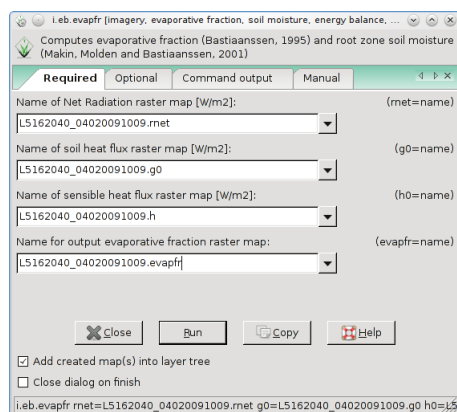 i.eb.evapfr [imagery, evaporative fraction, soil moisture, energy balance, ...
Computes evaporative fraction (Bastiaanssen, 1995) and root zone soil moisture
(Makin, Molden and Bastiaanssen, 2001)
Required Optional Command output Manual
Name of Net Radiation raster map [W/m2]: (rnet=name)
L5162040_04020091009.rnet
Name of soil heat flux raster map [W/m2]: (g0=name)
L5162040_04020091009.g0
Name of sensible heat flux raster map [W/m2]: (h0=name)
L5162040_04020091009.h
Name for output evaporative fraction raster map: (evapfr=name)
L5162040_04020091009.evapfr
Close Run Copy Help
Add created map(s) into layer tree
Close dialog on finish
i.eb.evapfr rnet=L5162040_04020091009.rnet g0=L5162040_04020091009.g0 h0=L5